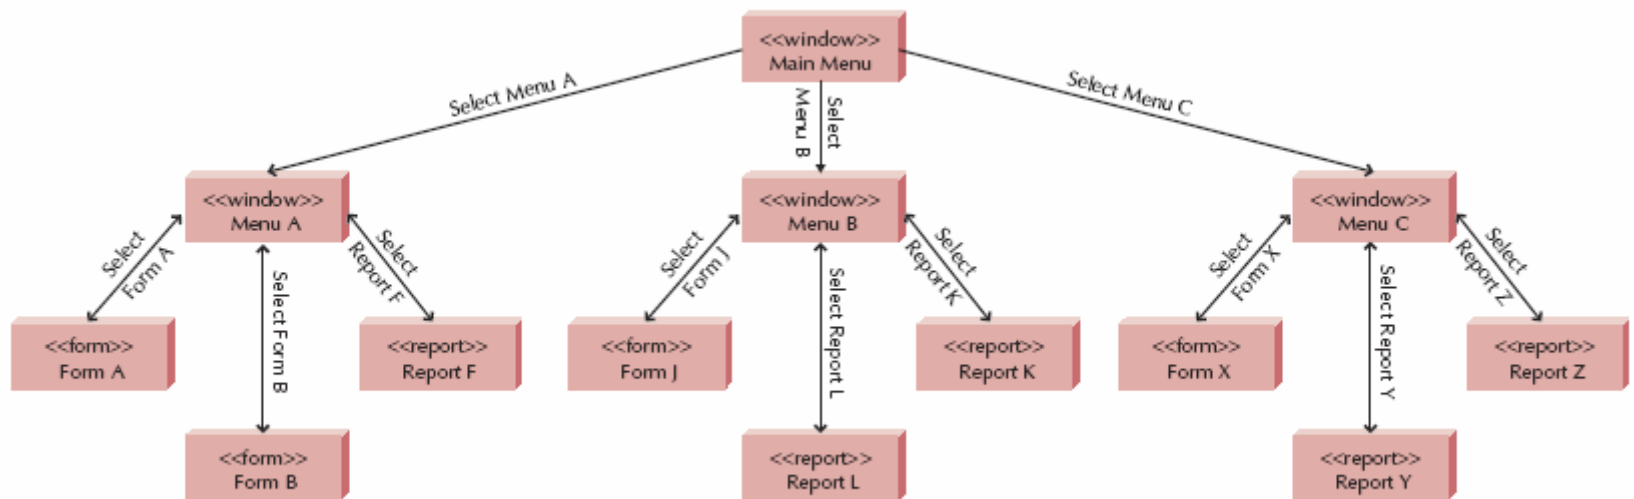 <<window>>
Main Menu
Select Menu A
Select
Menu B
Select Menu C
<<window>>
Menu A
<<window>>
Menu B
<<window>>
Menu C
Select
Form A
Select Form B
Select
Report F
Select
Form J
Select Report L
Select
Report K
Select
Form X
Select Report Y
Select
Report Z
<<form>>
Form A
<<report>>
Report F
<<form>>
Form J
<<report>>
Report K
<<form>>
Form X
<<report>>
Report Z
<<form>>
Form B
<<report>>
Report L
<<report>>
Report Y